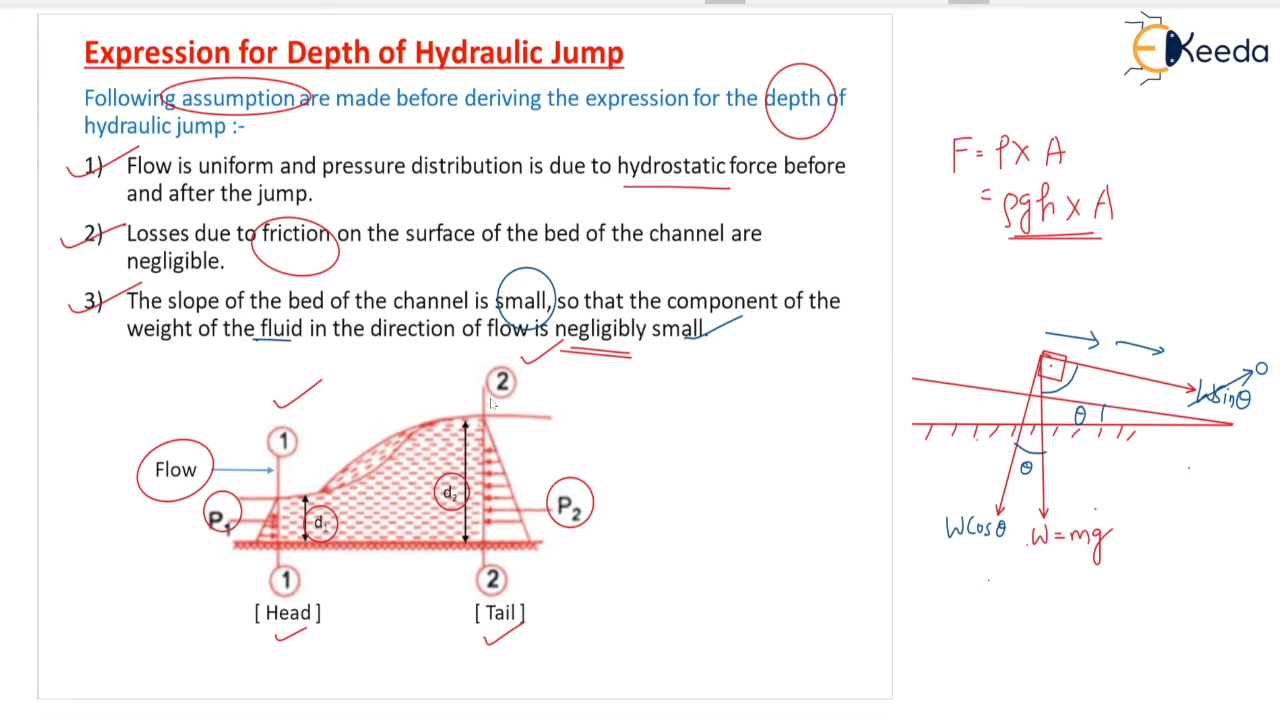 Expression for Depth of Hydraulic Jump
EKeeda
Following assumption are made before deriving the expression for the depth of
hydraulic jump :-
1) Flow is uniform and pressure distribution is due to hydrostatic force before
and after the jump.
2) Losses due to friction on the surface of the bed of the channel are
negligible.
3) The slope of the bed of the channel is small, so that the component of the
weight of the fluid in the direction of flow is negligibly small.
F = P x A
= ρgh x A
2
1
Flow
P1
d1
d2
P2
1
2
[ Head ]
[ Tail ]
0
WSinθ
θ
θ
WCosθ
W = mg